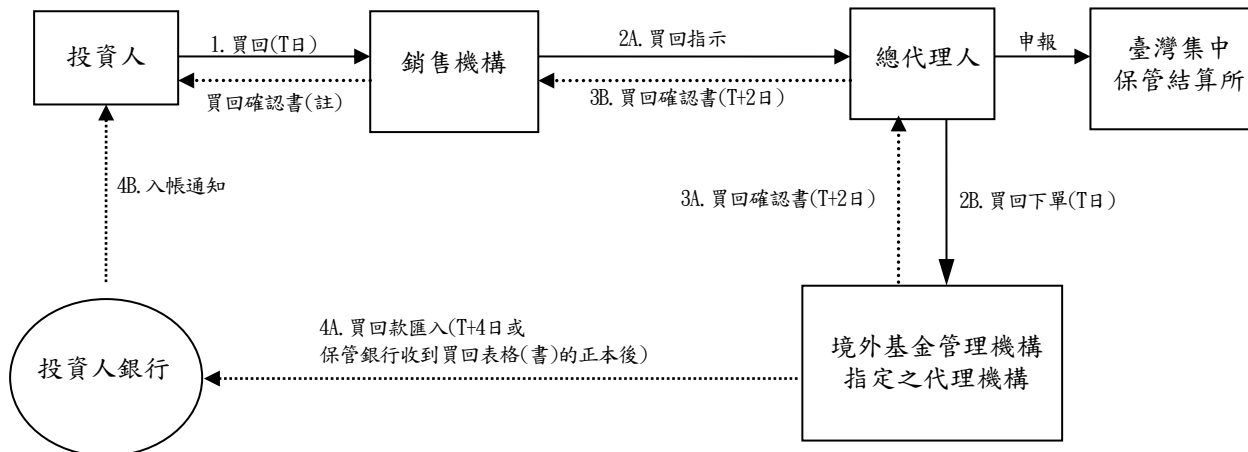 投資人
1.買回(T日)
買回確認書(註)
銷售機構
2A.買回指示
3B.買回確認書(T+2日)
總代理人
申報
臺灣集中
保管結算所
4B.入帳通知
3A.買回確認書(T+2日)
2B.買回下單(T日)
投資人銀行
4A.買回款匯入(T+4日或
保管銀行收到買回表格(書)的正本後)
境外基金管理機構
指定之代理機構